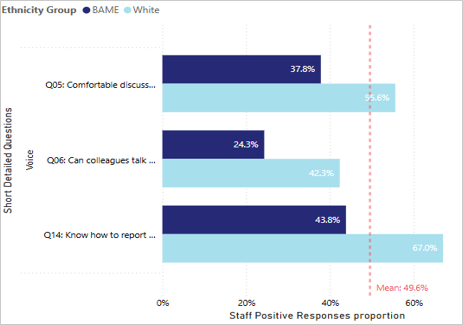 Ethnicity Group BAME White
Short Detailed Questions
Voice
Q05: Comfortable discuss...
37.8%
55.6%
Q06: Can colleagues talk ...
24.3%
42.3%
Q14: Know how to report ...
43.8%
67.0%
Mean: 49.6%
0% 20% 40% 60%
Staff Positive Responses proportion